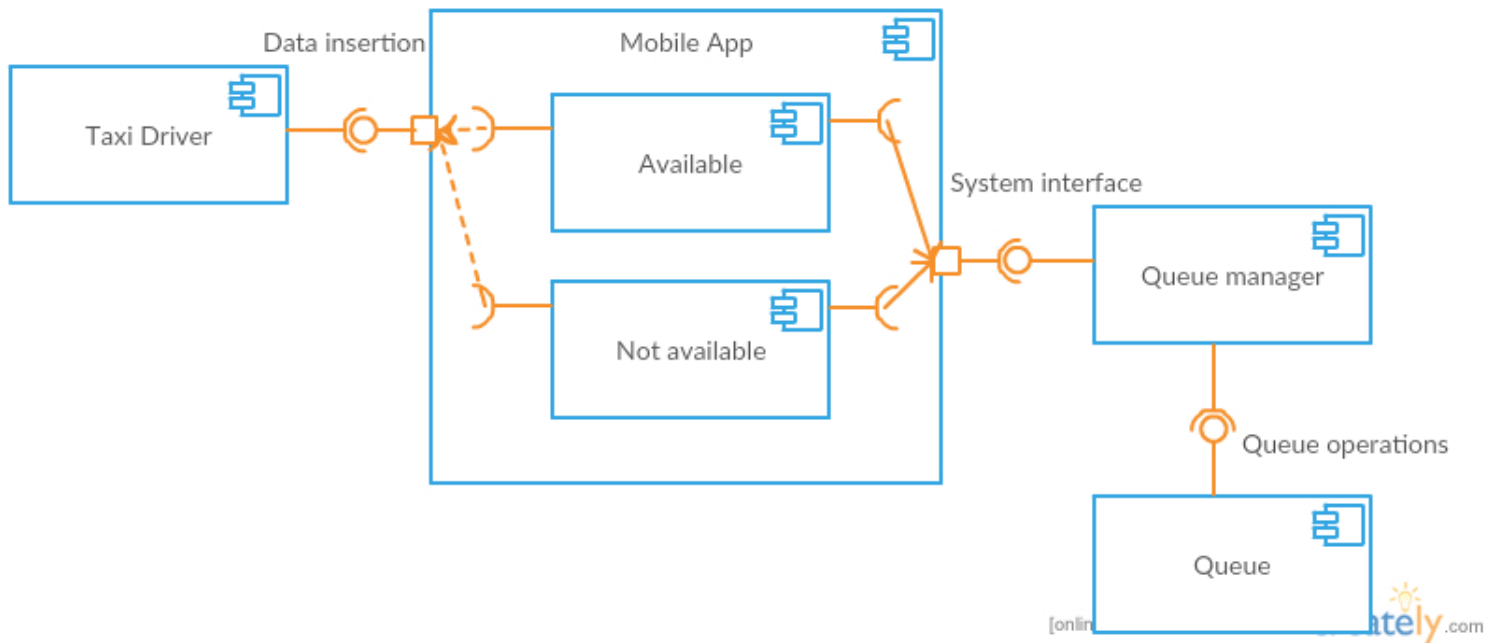 Data insertion
Mobile App
Taxi Driver
Available
System interface
Queue manager
Not available
Queue operations
Queue
.com